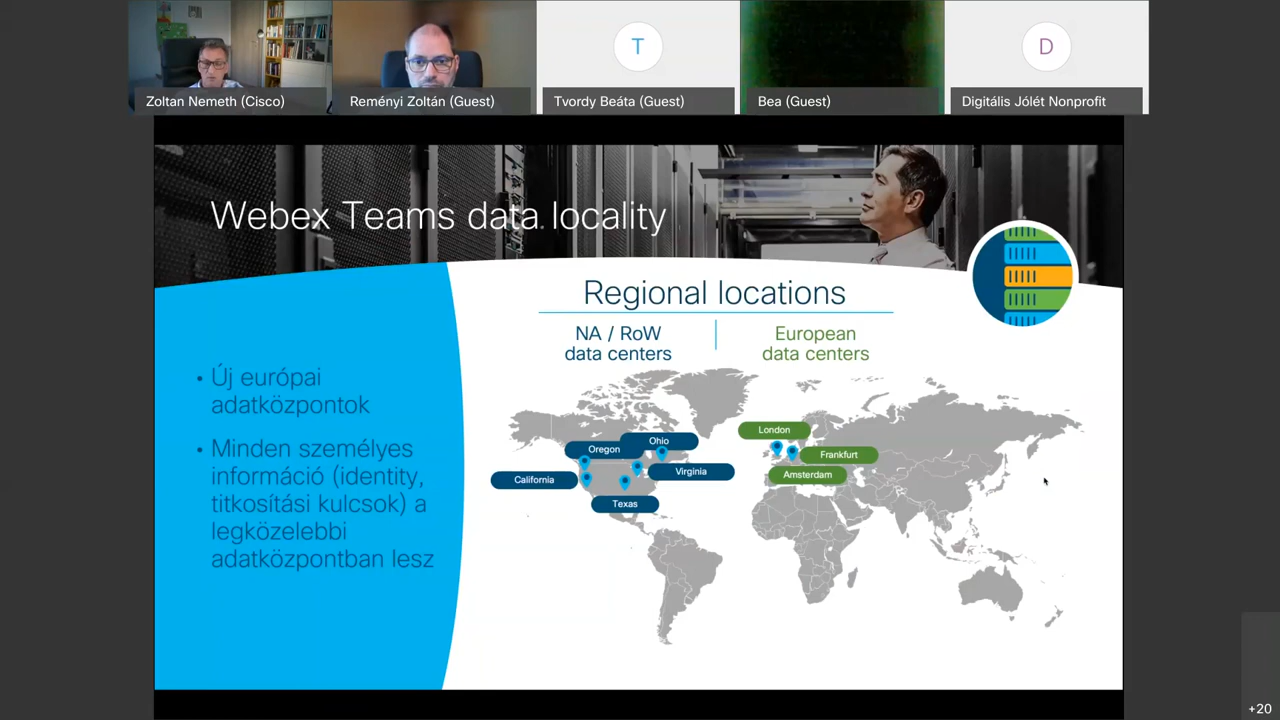 T
D
Zoltan Nemeth (Cisco)
Reményi Zoltán (Guest)
Tvordy Beáta (Guest)
Bea (Guest)
Digitális Jólét Nonprofit
Webex Teams data locality
Regional locations
NA / RoW
data centers
European
data centers
• Új európai
adatközpontok
• Minden személyes
információ (identity,
titkosítási kulcsok) a
legközelebbi
adatközpontban lesz
London
Ohio
Oregon
Frankfurt
Virginia
Amsterdam
California
Texas
+20